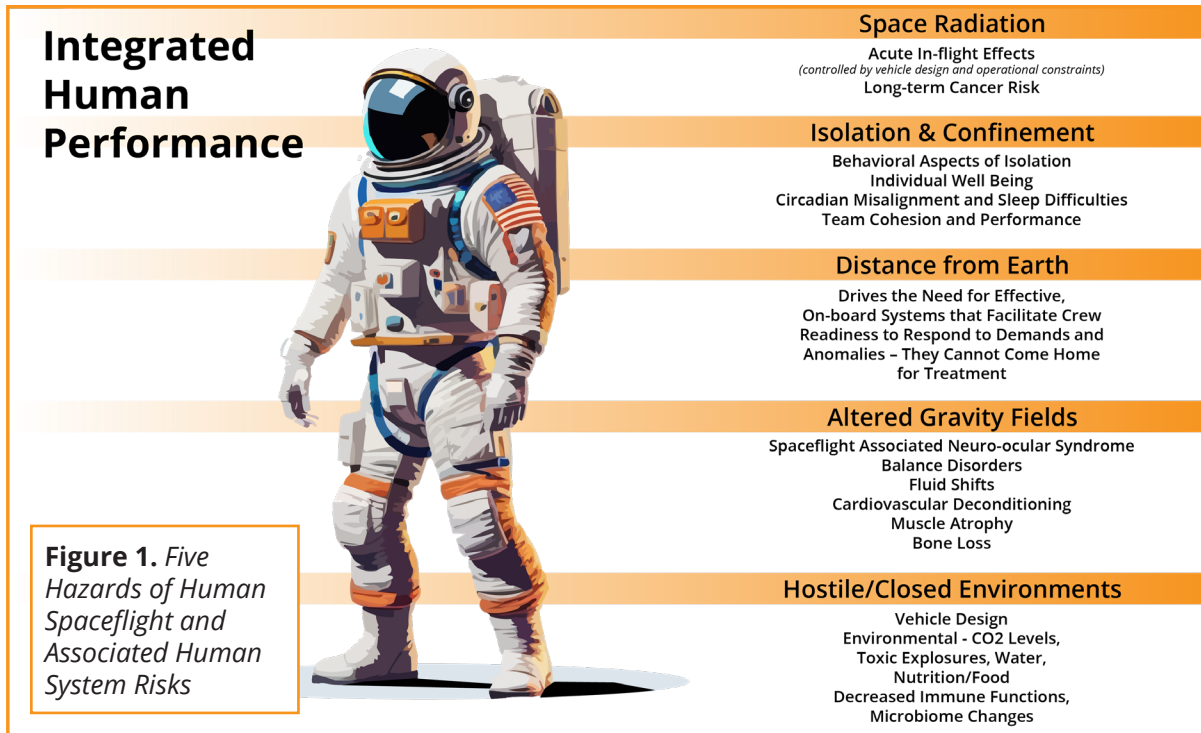 Integrated
Human
Performance
Space Radiation
Acute In-flight Effects
(controlled by vehicle design and operational constraints)
Long-term Cancer Risk
Isolation & Confinement
Behavioral Aspects of Isolation
Individual Well Being
Circadian Misalignment and Sleep Difficulties
Team Cohesion and Performance
Distance from Earth
Drives the Need for Effective,
On-board Systems that Facilitate Crew
Readiness to Respond to Demands and
Anomalies – They Cannot Come Home
for Treatment
Altered Gravity Fields
Spaceflight Associated Neuro-ocular Syndrome
Balance Disorders
Fluid Shifts
Cardiovascular Deconditioning
Muscle Atrophy
Bone Loss
Hostile/Closed Environments
Vehicle Design
Environmental - CO2 Levels,
Toxic Explosures, Water,
Nutrition/Food
Decreased Immune Functions,
Microbiome Changes
Figure 1. Five
Hazards of Human
Spaceflight and
Associated Human
System Risks